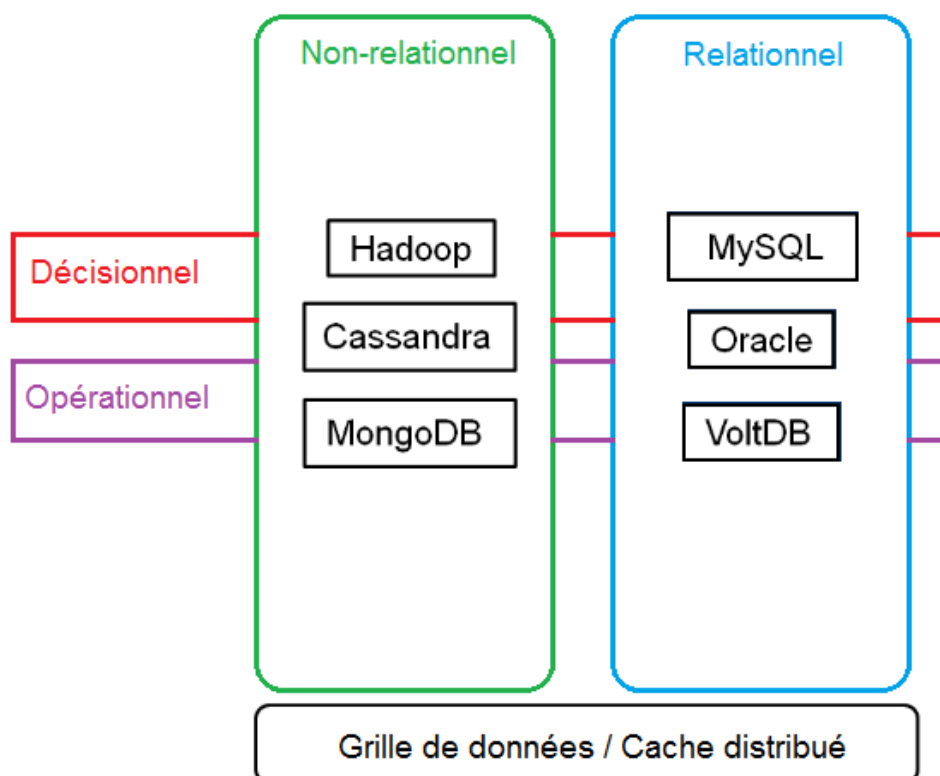 Non-relationnel
Relationnel
Décisionnel
Hadoop
MySQL
Cassandra
Oracle
Opérationnel
MongoDB
VoltDB
Grille de données / Cache distribué